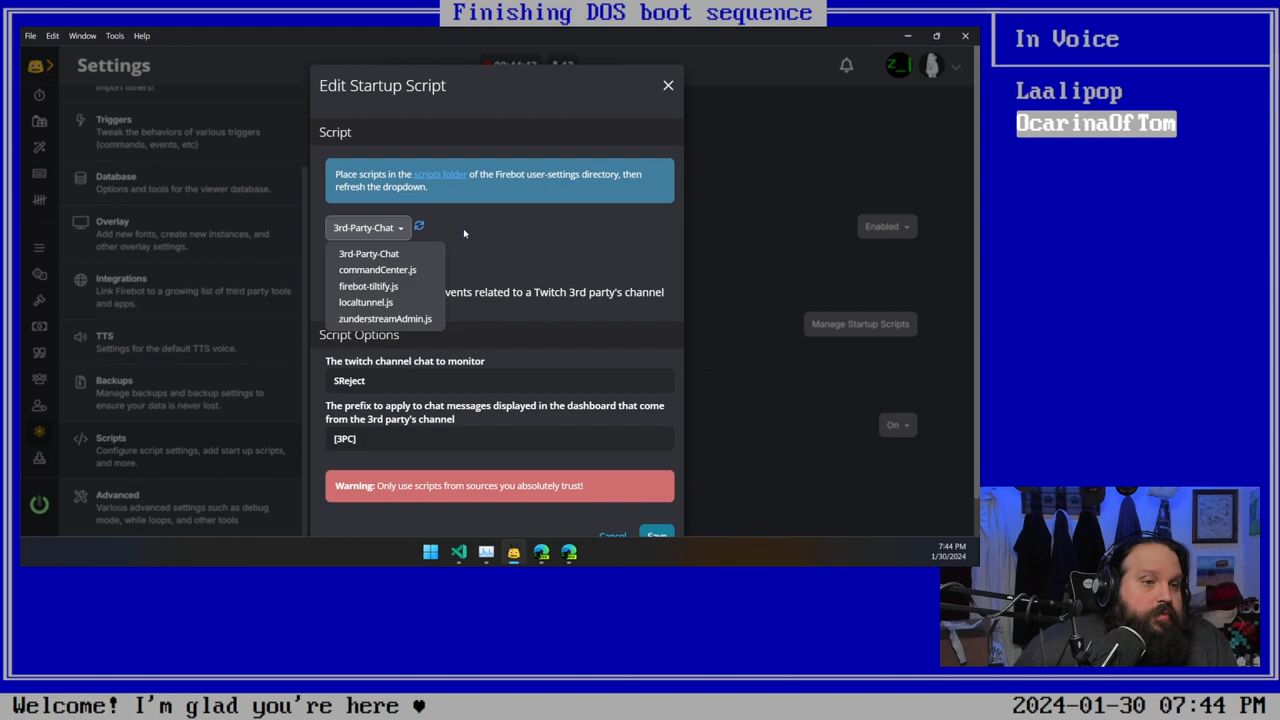 Finishing DOS boot sequence
File Edit Window Tools Help
Settings
import others!
Triggers
Tweak the behaviors of various triggers
(commands, events, etc)
Database
Options and tools for the viewer database.
Overlay
Add new fonts, create new instances, and
other overlay settings.
Integrations
Link Firebot to a growing list of third party tools
and apps.
TTS
Settings for the default TTS voice.
Backups
Manage backups and backup settings to
ensure your data is never lost.
Scripts
Configure script settings, add start up scripts,
and more.
Advanced
Various advanced settings such as debug
mode, while loops, and other tools
Edit Startup Script
Script
Place scripts in the scripts folder of the Firebot user-settings directory, then
refresh the dropdown.
3rd-Party-Chat
3rd-Party-Chat
commandCenter.js
firebot-tiltify.js
localtunnel.js
zunderstreamAdmin.js
vents related to a Twitch 3rd party's channel
Script Options
The twitch channel chat to monitor
SReject
The prefix to apply to chat messages displayed in the dashboard that come
from the 3rd party's channel
[3PC]
Warning: Only use scripts from sources you absolutely trust!
Cancel Save
z_l
Enabled
Manage Startup Scripts
On
7:44 PM
1/30/2024
In Voice
Laalipop
OcarinaOfTom
Welcome! I'm glad you're here ♥
2024-01-30 07:44 PM